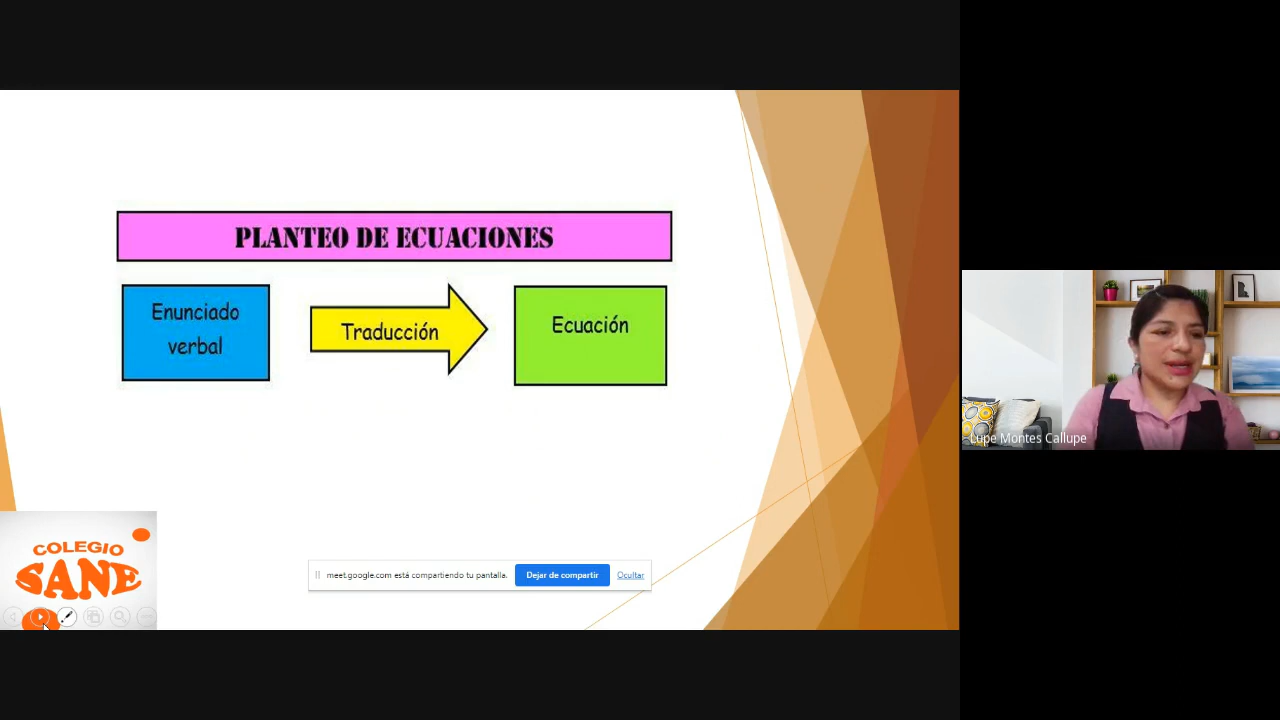 PLANTEO DE ECUACIONES
Enunciado
verbal
Traducción
Ecuación
COLEGIO
SANE
meet.google.com está compartiendo tu pantalla.
Dejar de compartir
Ocultar
Lupe Montes Callupe